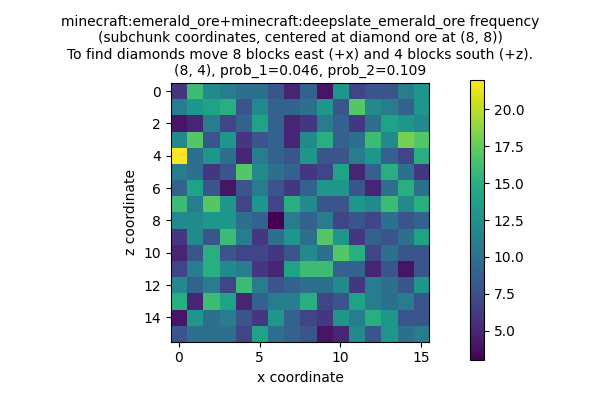 minecraft:emerald_ore+minecraft:deepslate_emerald_ore frequency
(subchunk coordinates, centered at diamond ore at (8, 8))
To find diamonds move 8 blocks east (+x) and 4 blocks south (+z).
(8, 4), prob_1=0.046, prob_2=0.109
0
2
4
6
8
10
12
14
z coordinate
0 5 10 15
x coordinate
20.0
17.5
15.0
12.5
10.0
7.5
5.0